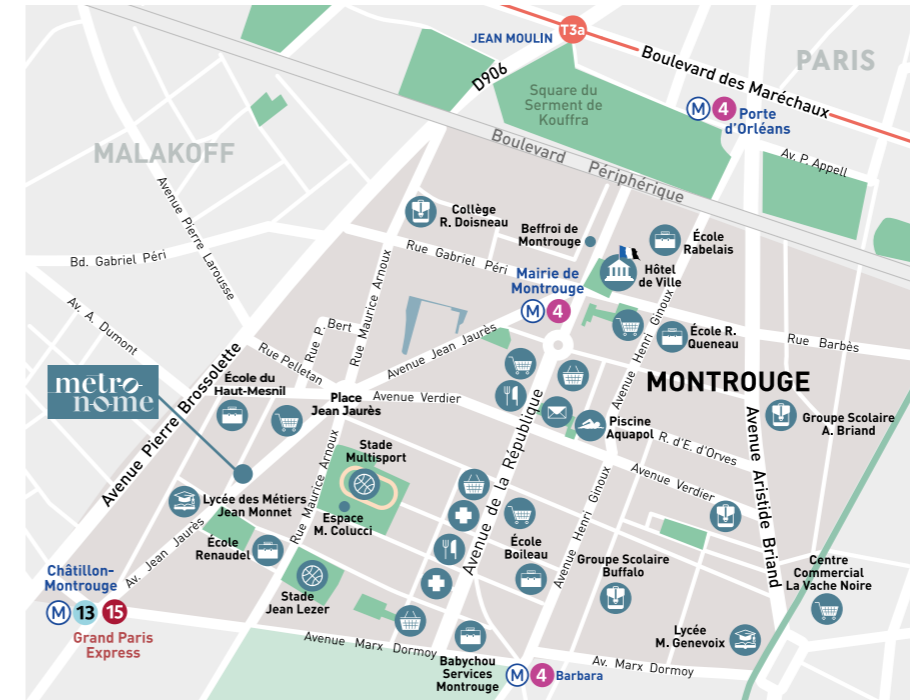 T3a
JEAN MOULIN
D906
Boulevard des Maréchaux
PARIS
Square du
Serment de
Kouffra
M 4 Porte
d'Orléans
Av. P. Appell
Boulevard Périphérique
MALAKOFF
Avenue Pierre Larousse
Collège
R. Doisneau
Beffroi de
Montrouge
École
Rabelais
Bd. Gabriel Péri
Rue Gabriel Péri
Mairie de
Montrouge
M 4
Hôtel
de Ville
Av. A. Dumont
Rue Maurice Arnoux
Rue P. Bert
Avenue Jean Jaurès
Avenue Henri Ginoux
École R.
Queneau
Rue Barbès
Rue Pelletan
métro-
nome
Avenue Pierre Brossolette
École du
Haut-Mesnil
Place
Jean Jaurès
Avenue Verdier
MONTROUGE
Avenue de la République
Piscine
Aquapol
Groupe Scolaire
A. Briand
R. d'E. d'Orves
Avenue Aristide Briand
Stade
Multisport
Avenue Verdier
Lycée des Métiers
Jean Monnet
Rue Maurice Arnoux
Espace
M. Colucci
Avenue Henri Ginoux
École
Renaudel
Av. Jean Jaurès
École
Boileau
Groupe Scolaire
Buffalo
Centre
Commercial
La Vache Noire
Châtillon-
Montrouge
M 13 15
Grand Paris
Express
Stade
Jean Lezer
Lycée
M. Genevoix
Avenue Marx Dormoy
Babychou
Services
Montrouge
M 4 Barbara
Av. Marx Dormoy